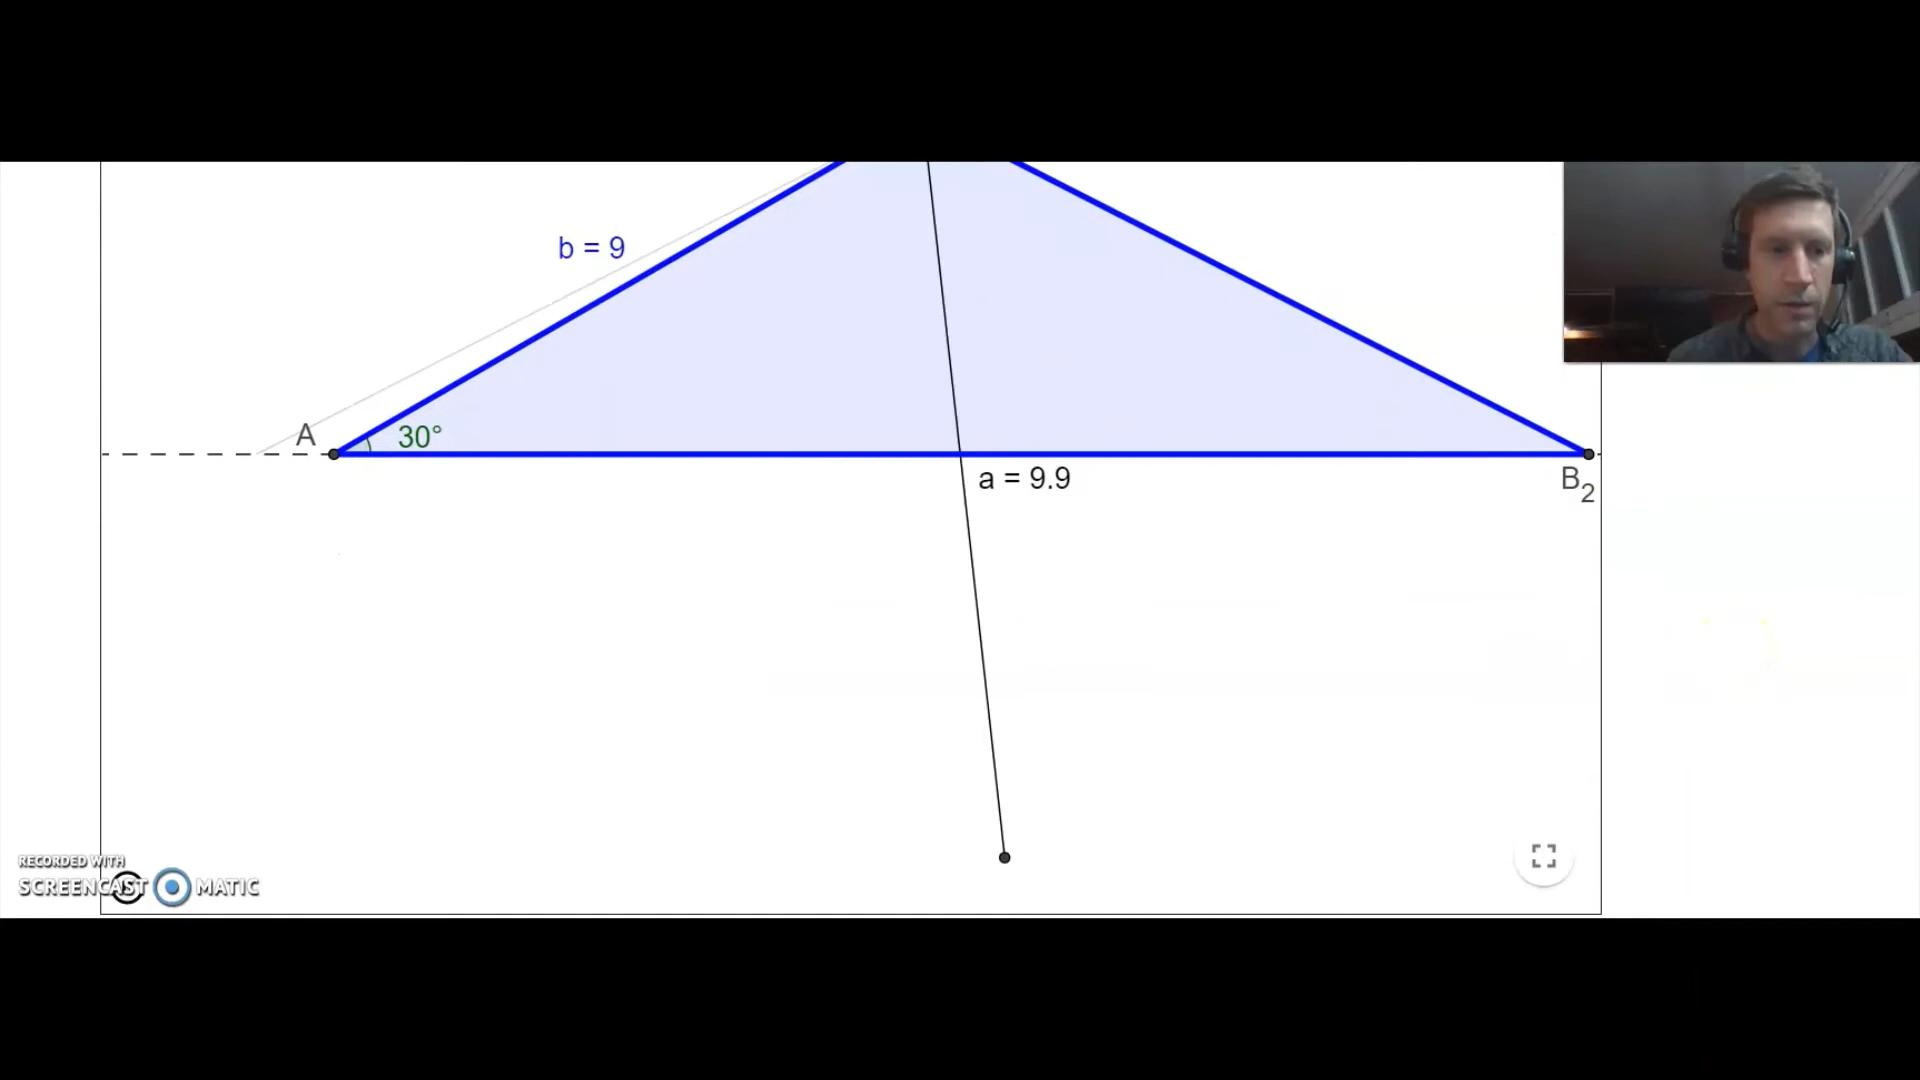 b = 9
A
30°
a = 9.9
B₂
RECORDED WITH
SCREENCAST MATIC